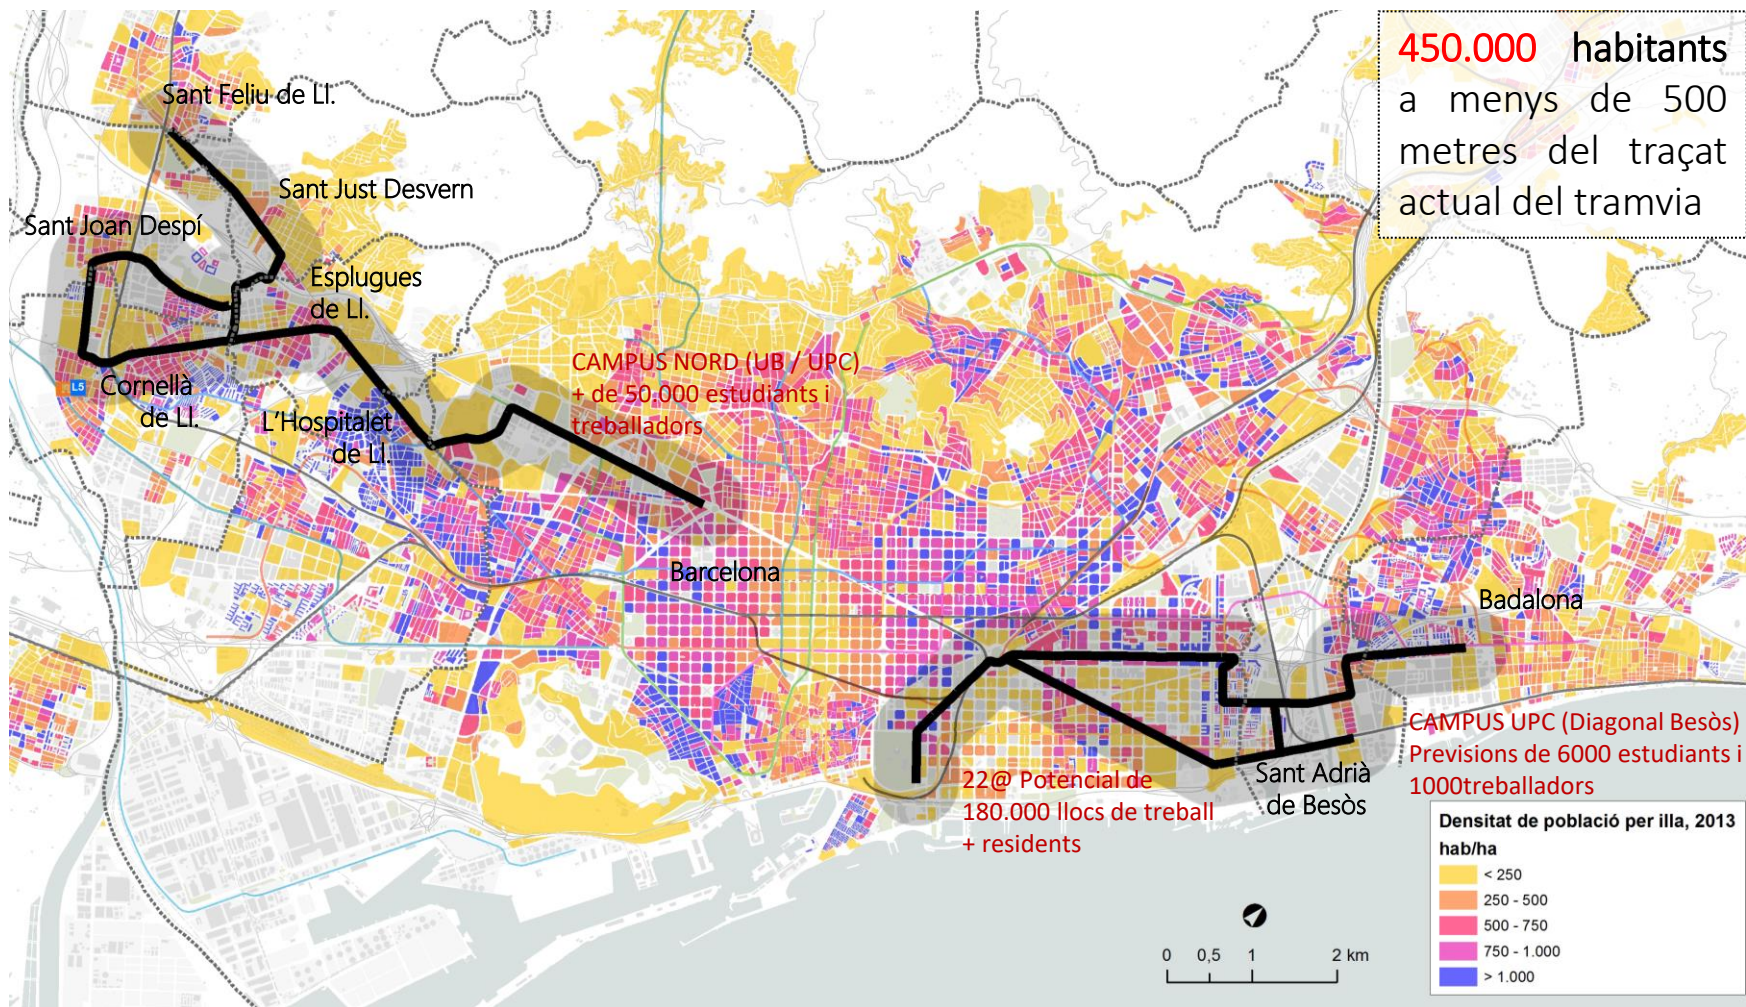 450.000 habitants
a menys de 500
metres del traçat
actual del tramvia
Sant Feliu de Ll.
Sant Just Desvern
Sant Joan Despí
Esplugues
de Ll.
CAMPUS NORD (UB / UPC)
+ de 50.000 estudiants i
treballadors
L5
Cornellà
de Ll.
L'Hospitalet
de Ll.
Barcelona
Badalona
CAMPUS UPC (Diagonal Besòs)
Previsions de 6000 estudiants i
1000treballadors
22@ Potencial de
180.000 llocs de treball
+ residents
Sant Adrià
de Besòs
Densitat de població per illa, 2013
hab/ha
< 250
250 - 500
500 - 750
750 - 1.000
> 1.000
0 0,5 1 2 km